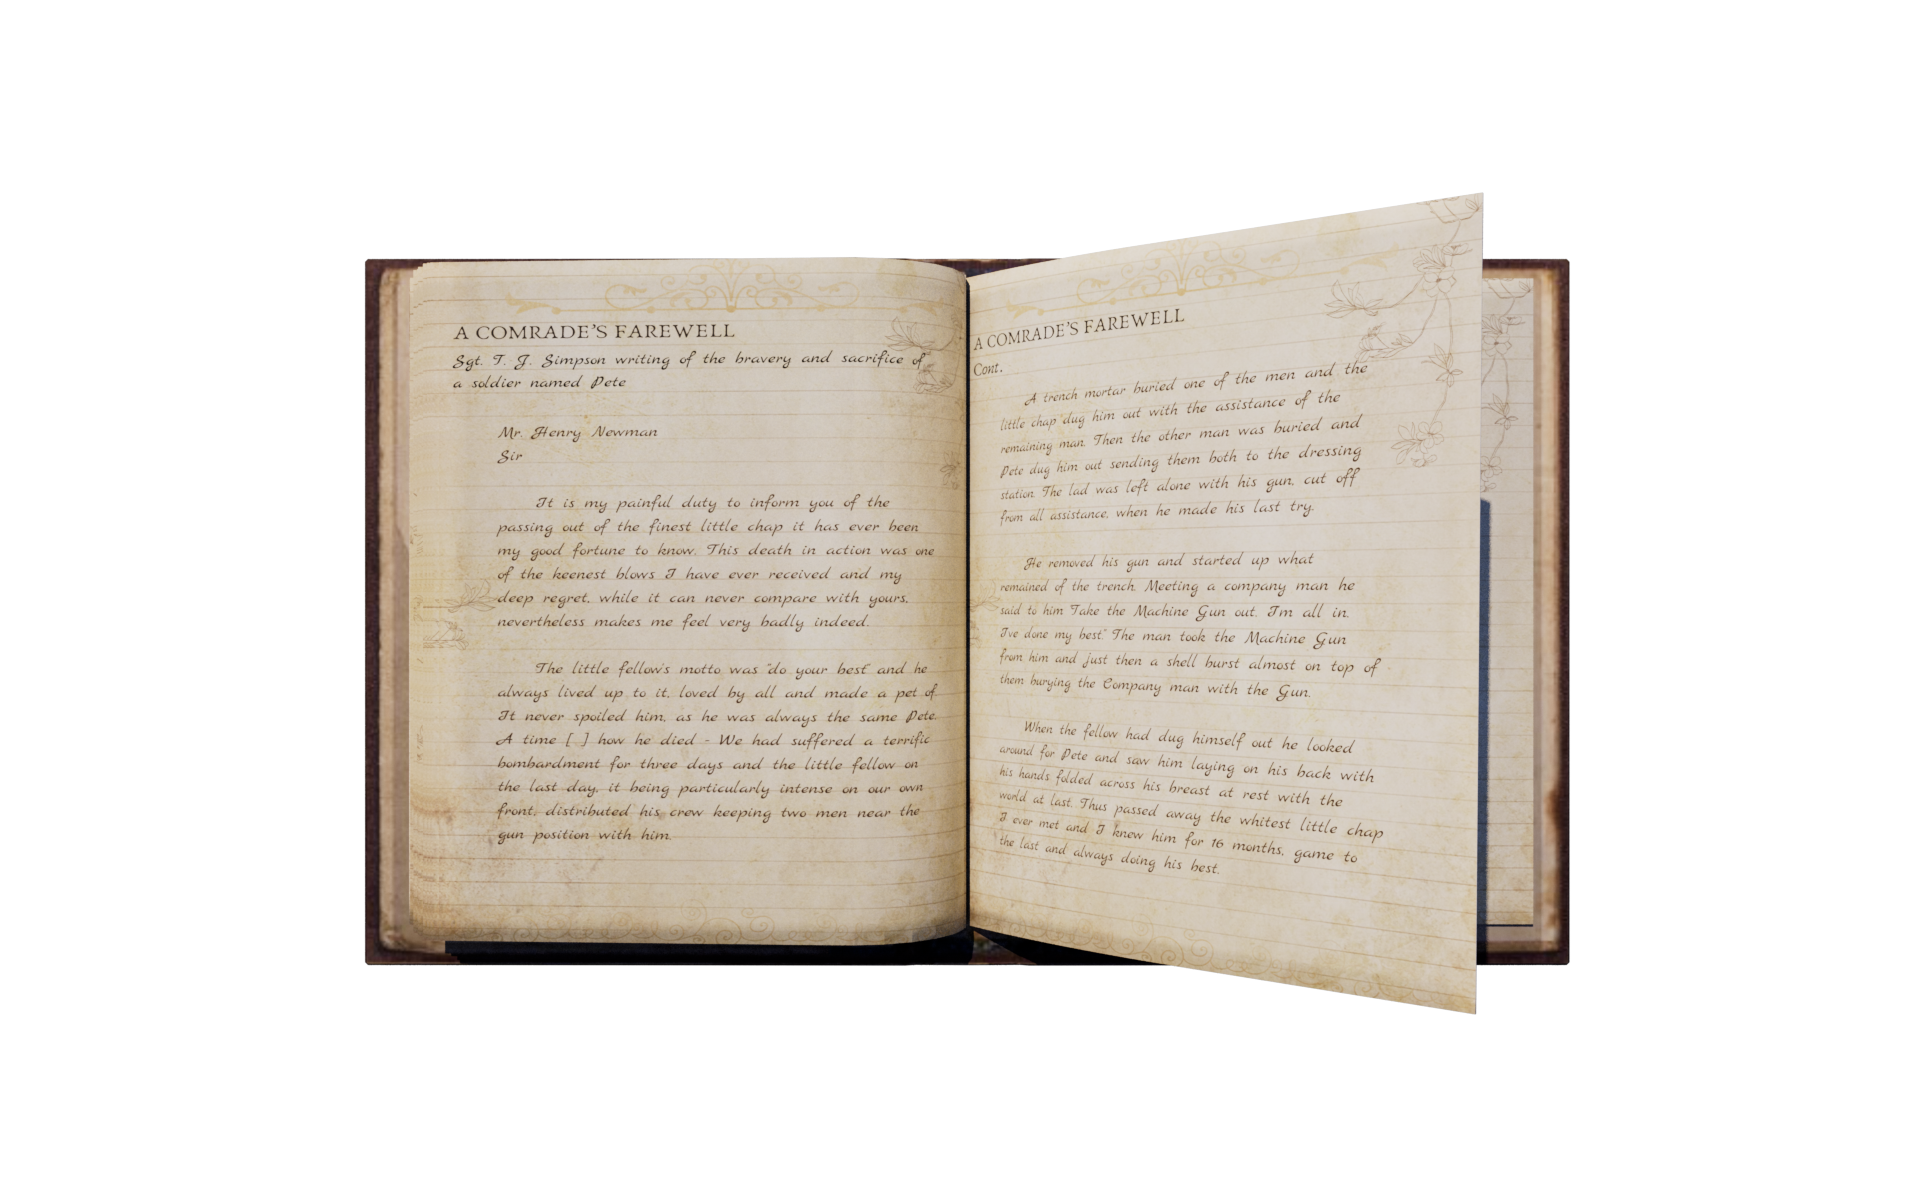 A COMRADE'S FAREWELL
Sgt. T. J. Simpson writing of the bravery and sacrifice of
a soldier named Pete
Mr. Henry Newman
Sir
It is my painful duty to inform you of the
passing out of the finest little chap it has ever been
my good fortune to know. This death in action was one
of the keenest blows I have ever received and my
deep regret, while it can never compare with yours,
nevertheless makes me feel very badly indeed.
The little fellow's motto was "do your best" and he
always lived up to it, loved by all and made a pet of.
It never spoiled him, as he was always the same Pete.
A time [ ] how he died - We had suffered a terrific
bombardment for three days and the little fellow on
the last day, it being particularly intense on our own
front, distributed his crew keeping two men near the
gun position with him.
A COMRADE'S FAREWELL
Cont.
A trench mortar buried one of the men and the
little chap dug him out with the assistance of the
remaining man. Then the other man was buried and
Pete dug him out sending them both to the dressing
station. The lad was left alone with his gun, cut off
from all assistance, when he made his last try.
He removed his gun and started up what
remained of the trench. Meeting a company man he
said to him "Take the Machine Gun out. I'm all in.
I've done my best." The man took the Machine Gun
from him and just then a shell burst almost on top of
them burying the Company man with the Gun.
When the fellow had dug himself out he looked
around for Pete and saw him laying on his back with
his hands folded across his breast at rest with the
world at last. Thus passed away the whitest little chap
I ever met and I knew him for 16 months, game to
the last and always doing his best.